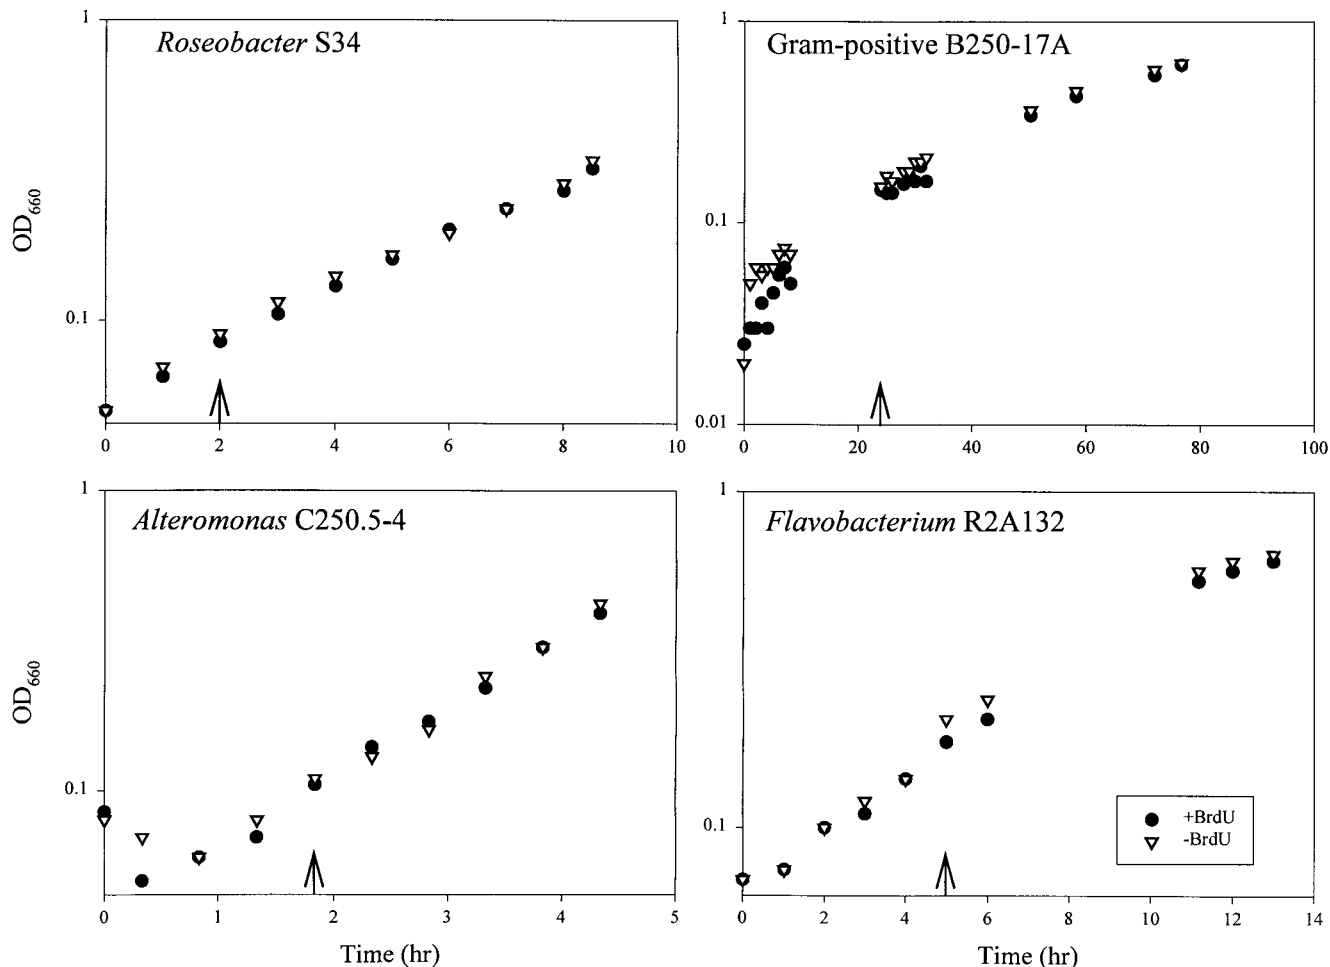 1
Roseobacter S34
OD660
0.1
0 2 4 6 8 10
1
Gram-positive B250-17A
0.1
0.01
0 20 40 60 80 100
1
Alteromonas C250.5-4
OD660
0.1
0 1 2 3 4 5
Time (hr)
1
Flavobacterium R2A132
0.1
+BrdU
-BrdU
0 2 4 6 8 10 12 14
Time (hr)